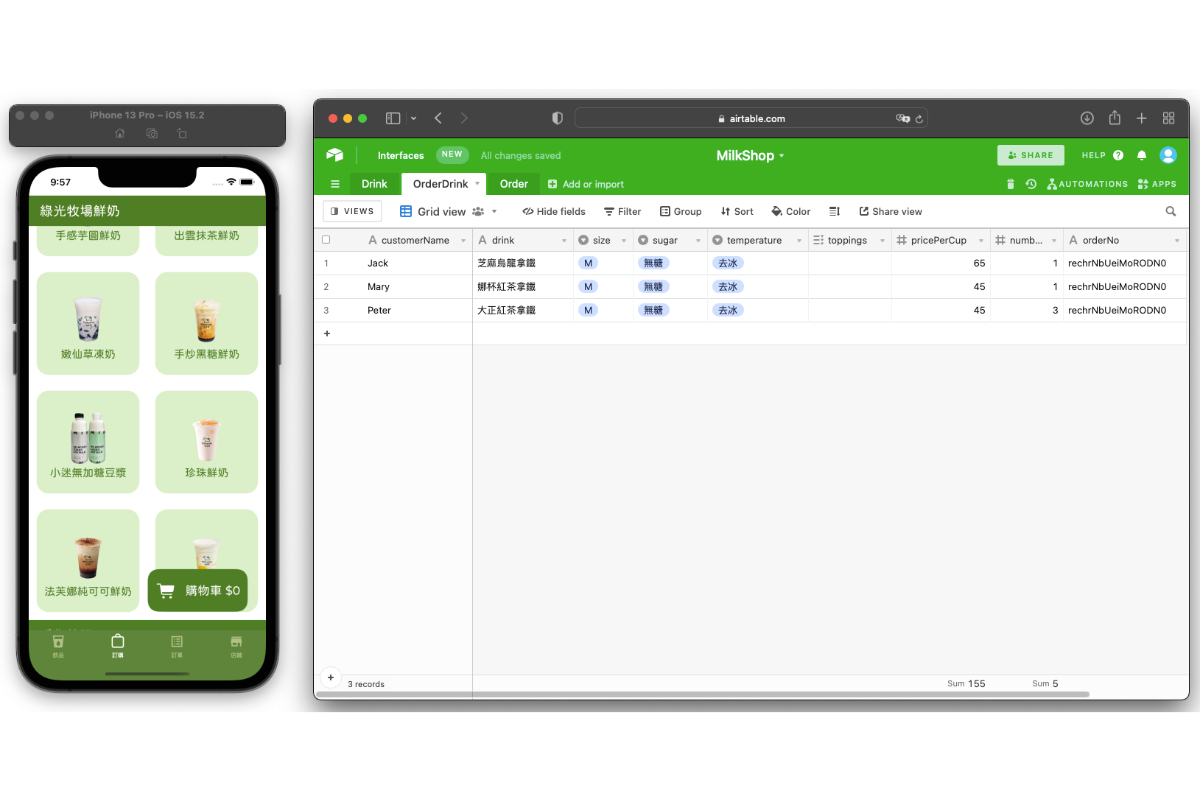 iPhone 13 Pro – iOS 15.2
9:57
綠光牧場鮮奶
手感芋圓鮮奶
出雲抹茶鮮奶
嫩仙草凍奶
手炒黑糖鮮奶
小迷無加糖豆漿
珍珠鮮奶
法芙娜純可可鮮奶
購物車 $0
飲品
訂購
訂單
店鋪
airtable.com
Interfaces NEW All changes saved
MilkShop
SHARE HELP
Drink OrderDrink Order Add or import
AUTOMATIONS APPS
VIEWS Grid view Hide fields Filter Group Sort Color Share view
customerName drink size sugar temperature toppings pricePerCup numb... orderNo
1 Jack 芝麻烏龍拿鐵 M 無糖 去冰 65 1 rechrNbUeiMoRODN0
2 Mary 娜杯紅茶拿鐵 M 無糖 去冰 45 1 rechrNbUeiMoRODN0
3 Peter 大正紅茶拿鐵 M 無糖 去冰 45 3 rechrNbUeiMoRODN0
+
+ 3 records Sum 155 Sum 5